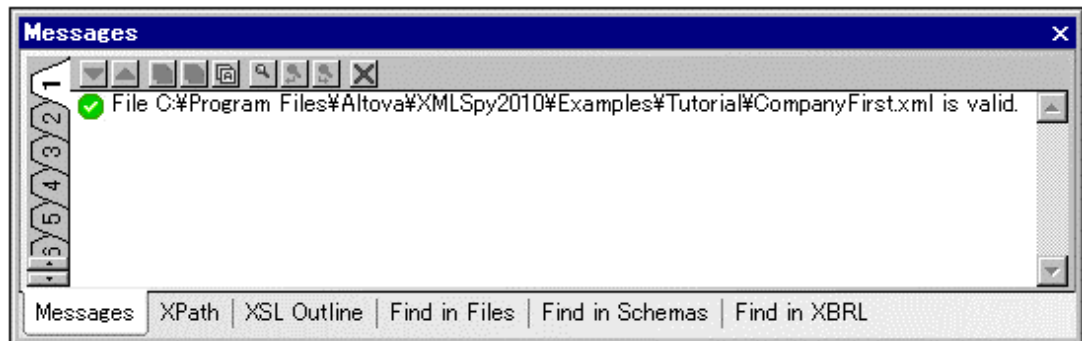 Messages
1
2
3
4
5
6
File C:¥Program Files¥Altova¥XMLSpy2010¥Examples¥Tutorial¥CompanyFirst.xml is valid.
Messages XPath | XSL Outline | Find in Files | Find in Schemas | Find in XBRL